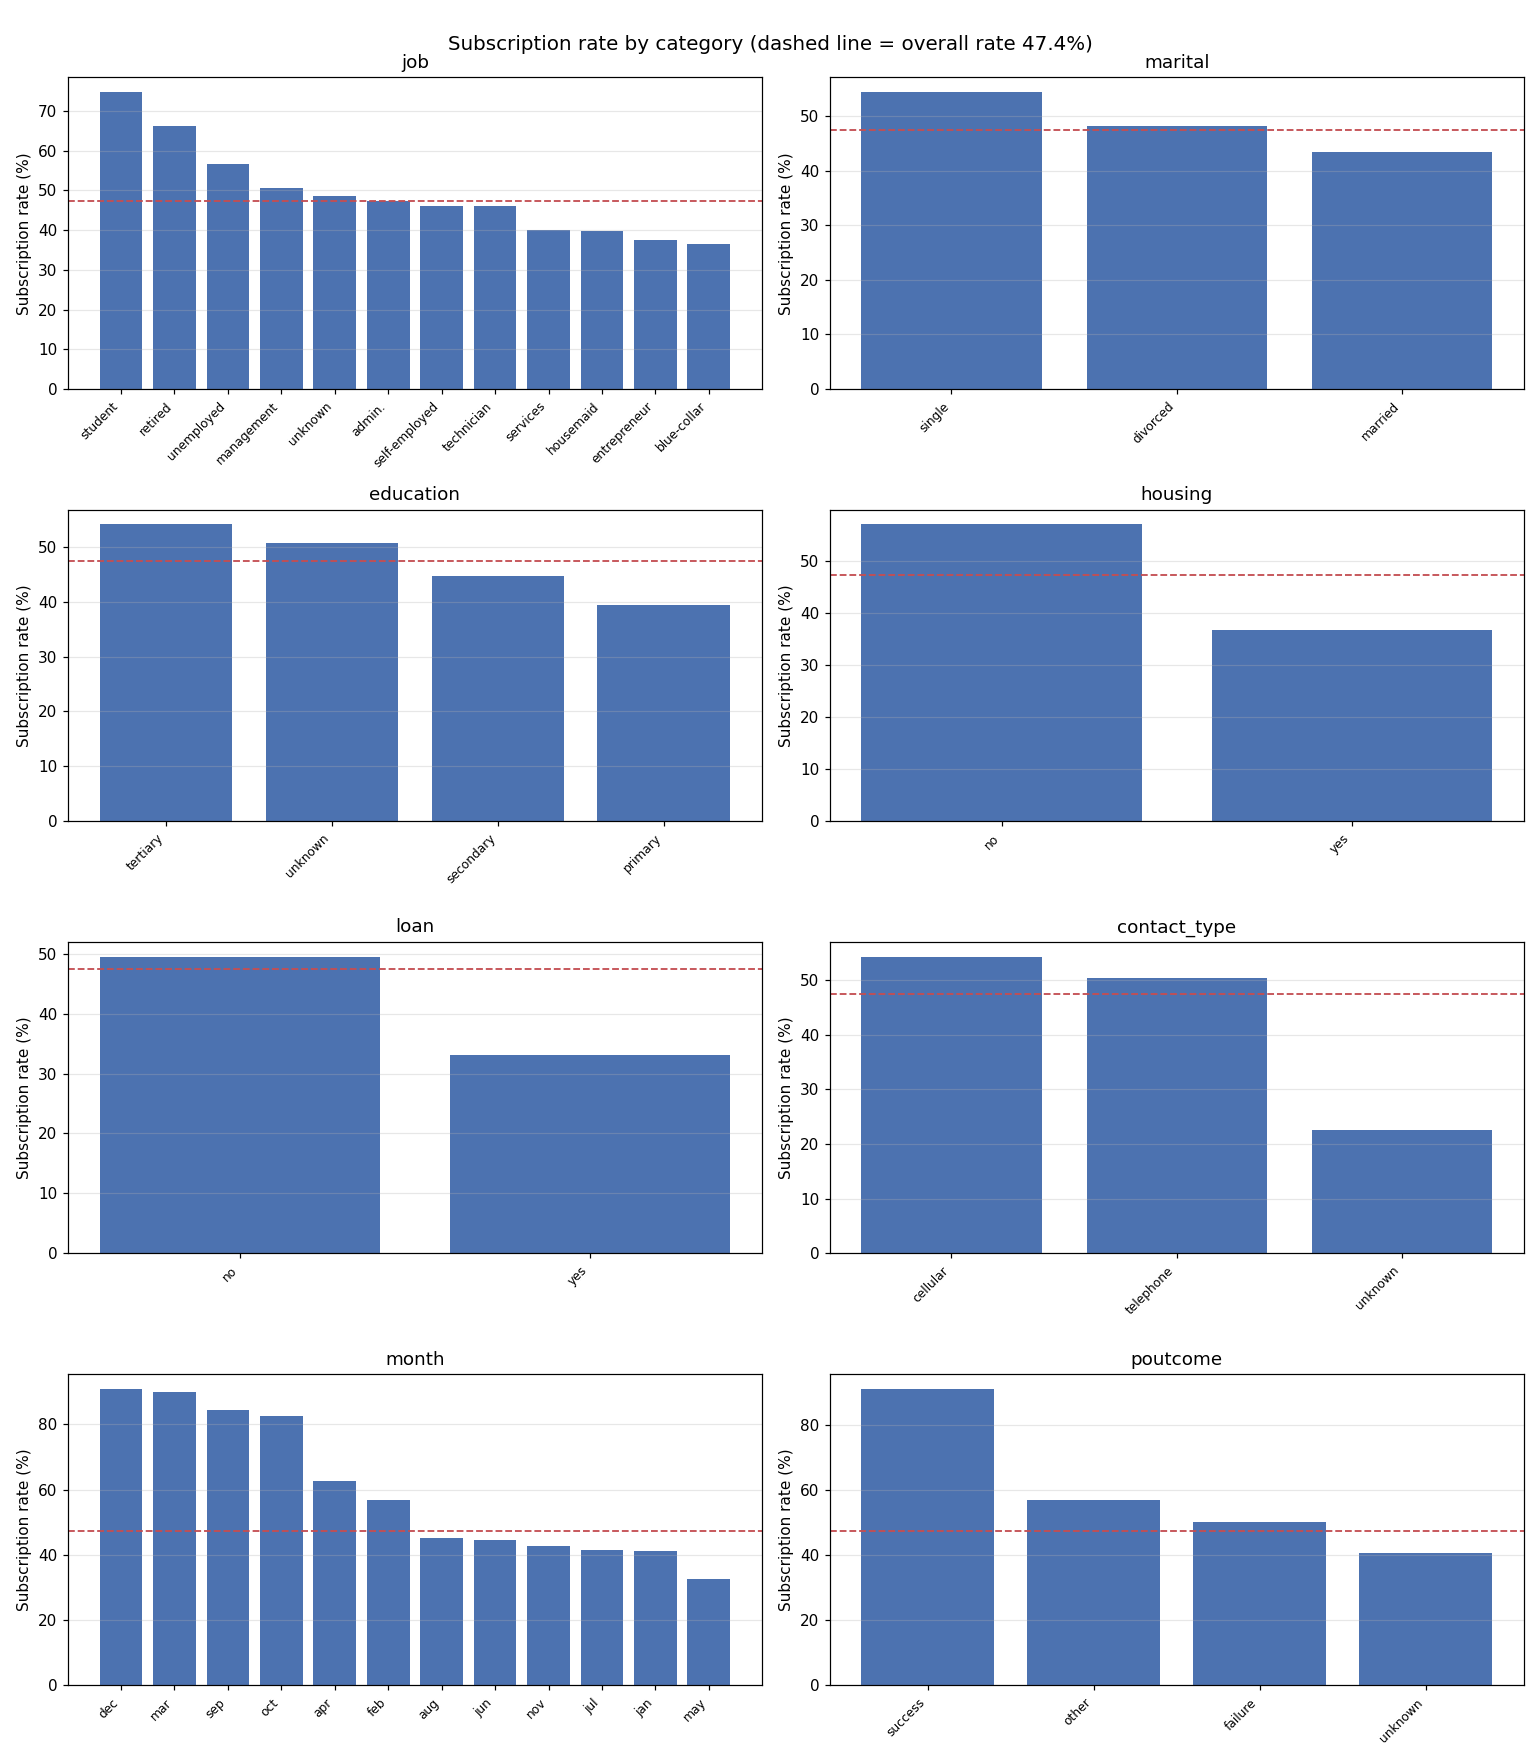 Subscription rate by category (dashed line = overall rate 47.4%)
job
Subscription rate (%)
70
60
50
40
30
20
10
0
student
retired
unemployed
management
unknown
admin.
self-employed
technician
services
housemaid
entrepreneur
blue-collar
marital
Subscription rate (%)
50
40
30
20
10
0
single
divorced
married
education
Subscription rate (%)
50
40
30
20
10
0
tertiary
unknown
secondary
primary
housing
Subscription rate (%)
50
40
30
20
10
0
no
yes
loan
Subscription rate (%)
50
40
30
20
10
0
no
yes
contact_type
Subscription rate (%)
50
40
30
20
10
0
cellular
telephone
unknown
month
Subscription rate (%)
80
60
40
20
0
dec
mar
sep
oct
apr
feb
aug
jun
nov
jul
jan
may
poutcome
Subscription rate (%)
80
60
40
20
0
success
other
failure
unknown